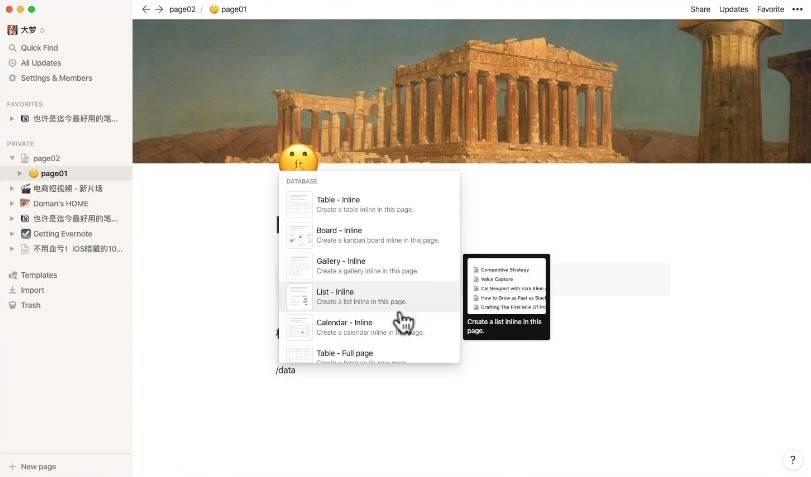 page02 / page01
Share Updates Favorite
大梦
Quick Find
All Updates
Settings & Members
FAVORITES
也许是迄今最好用的笔...
PRIVATE
page02
page01
电商短视频 - 新片场
Doman's HOME
也许是迄今最好用的笔...
Getting Evernote
不用血亏！iOS暗藏的10...
Templates
Import
Trash
New page
DATABASE
Table - Inline
Create a table inline in this page.
Board - Inline
Create a kanban board inline in this page.
Gallery - Inline
Create a gallery inline in this page.
List - Inline
Create a list inline in this page.
Calendar - Inline
Create a calendar inline in this page.
Table - Full page
/data
Competitive Strategy
Value Capture
Cal Newport with Ezra Klein
How to Grow as Fast as Slack
Crafting The First Mile Of Pro
Create a list inline in this
page.
?